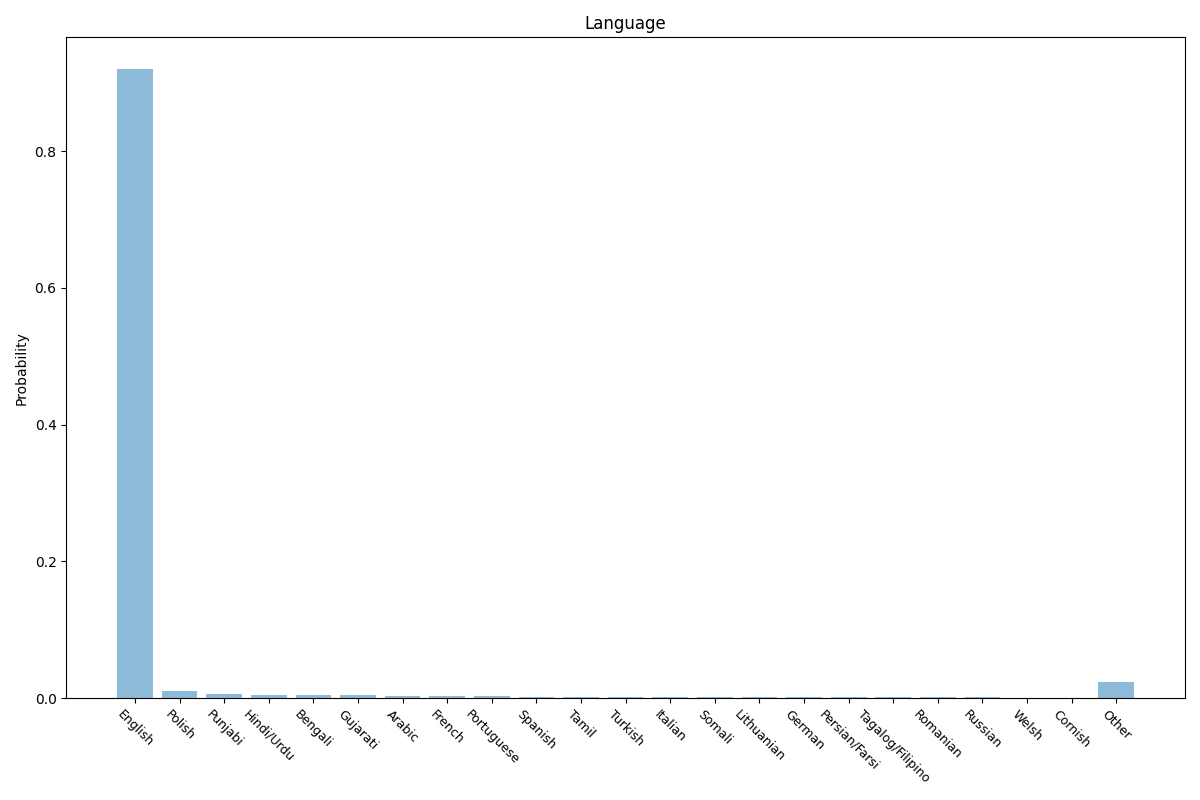 Language
Probability
0.8
0.6
0.4
0.2
0.0
English
Polish
Punjabi
Hindi/Urdu
Bengali
Gujarati
Arabic
French
Portuguese
Spanish
Tamil
Turkish
Italian
Somali
Lithuanian
German
Persian/Farsi
Tagalog/Filipino
Romanian
Russian
Welsh
Cornish
Other